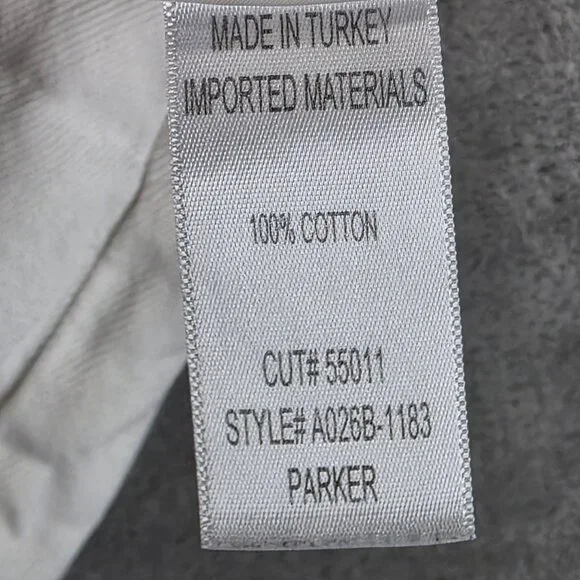 MADE IN TURKEY
IMPORTED MATERIALS
100% COTTON
CUT# 55011
STYLE# A026B-1183
PARKER